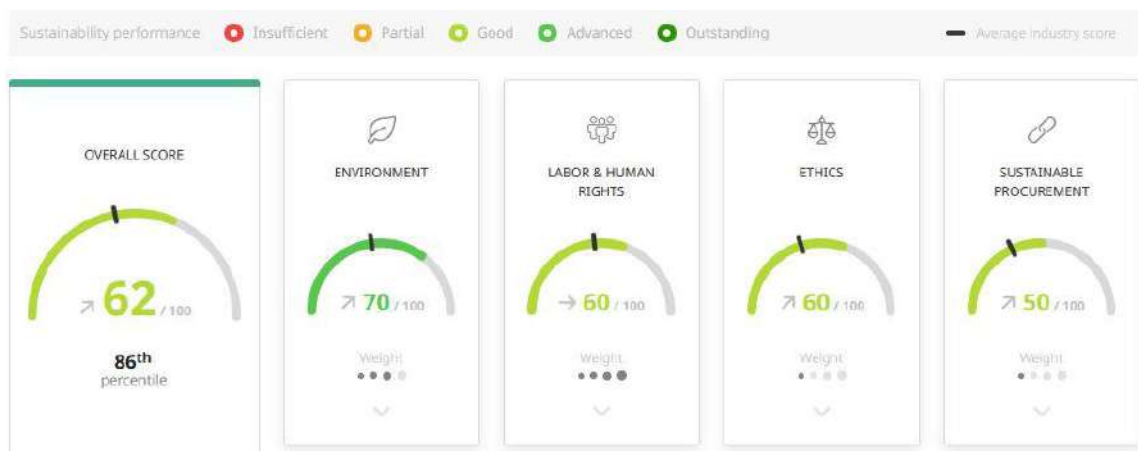 Sustainability performance Insufficient Partial Good Advanced Outstanding Average industry score
OVERALL SCORE
62 / 100
86th
percentile
ENVIRONMENT
70 / 100
Weight
LABOR & HUMAN
RIGHTS
60 / 100
Weight
ETHICS
60 / 100
Weight
SUSTAINABLE
PROCUREMENT
50 / 100
Weight